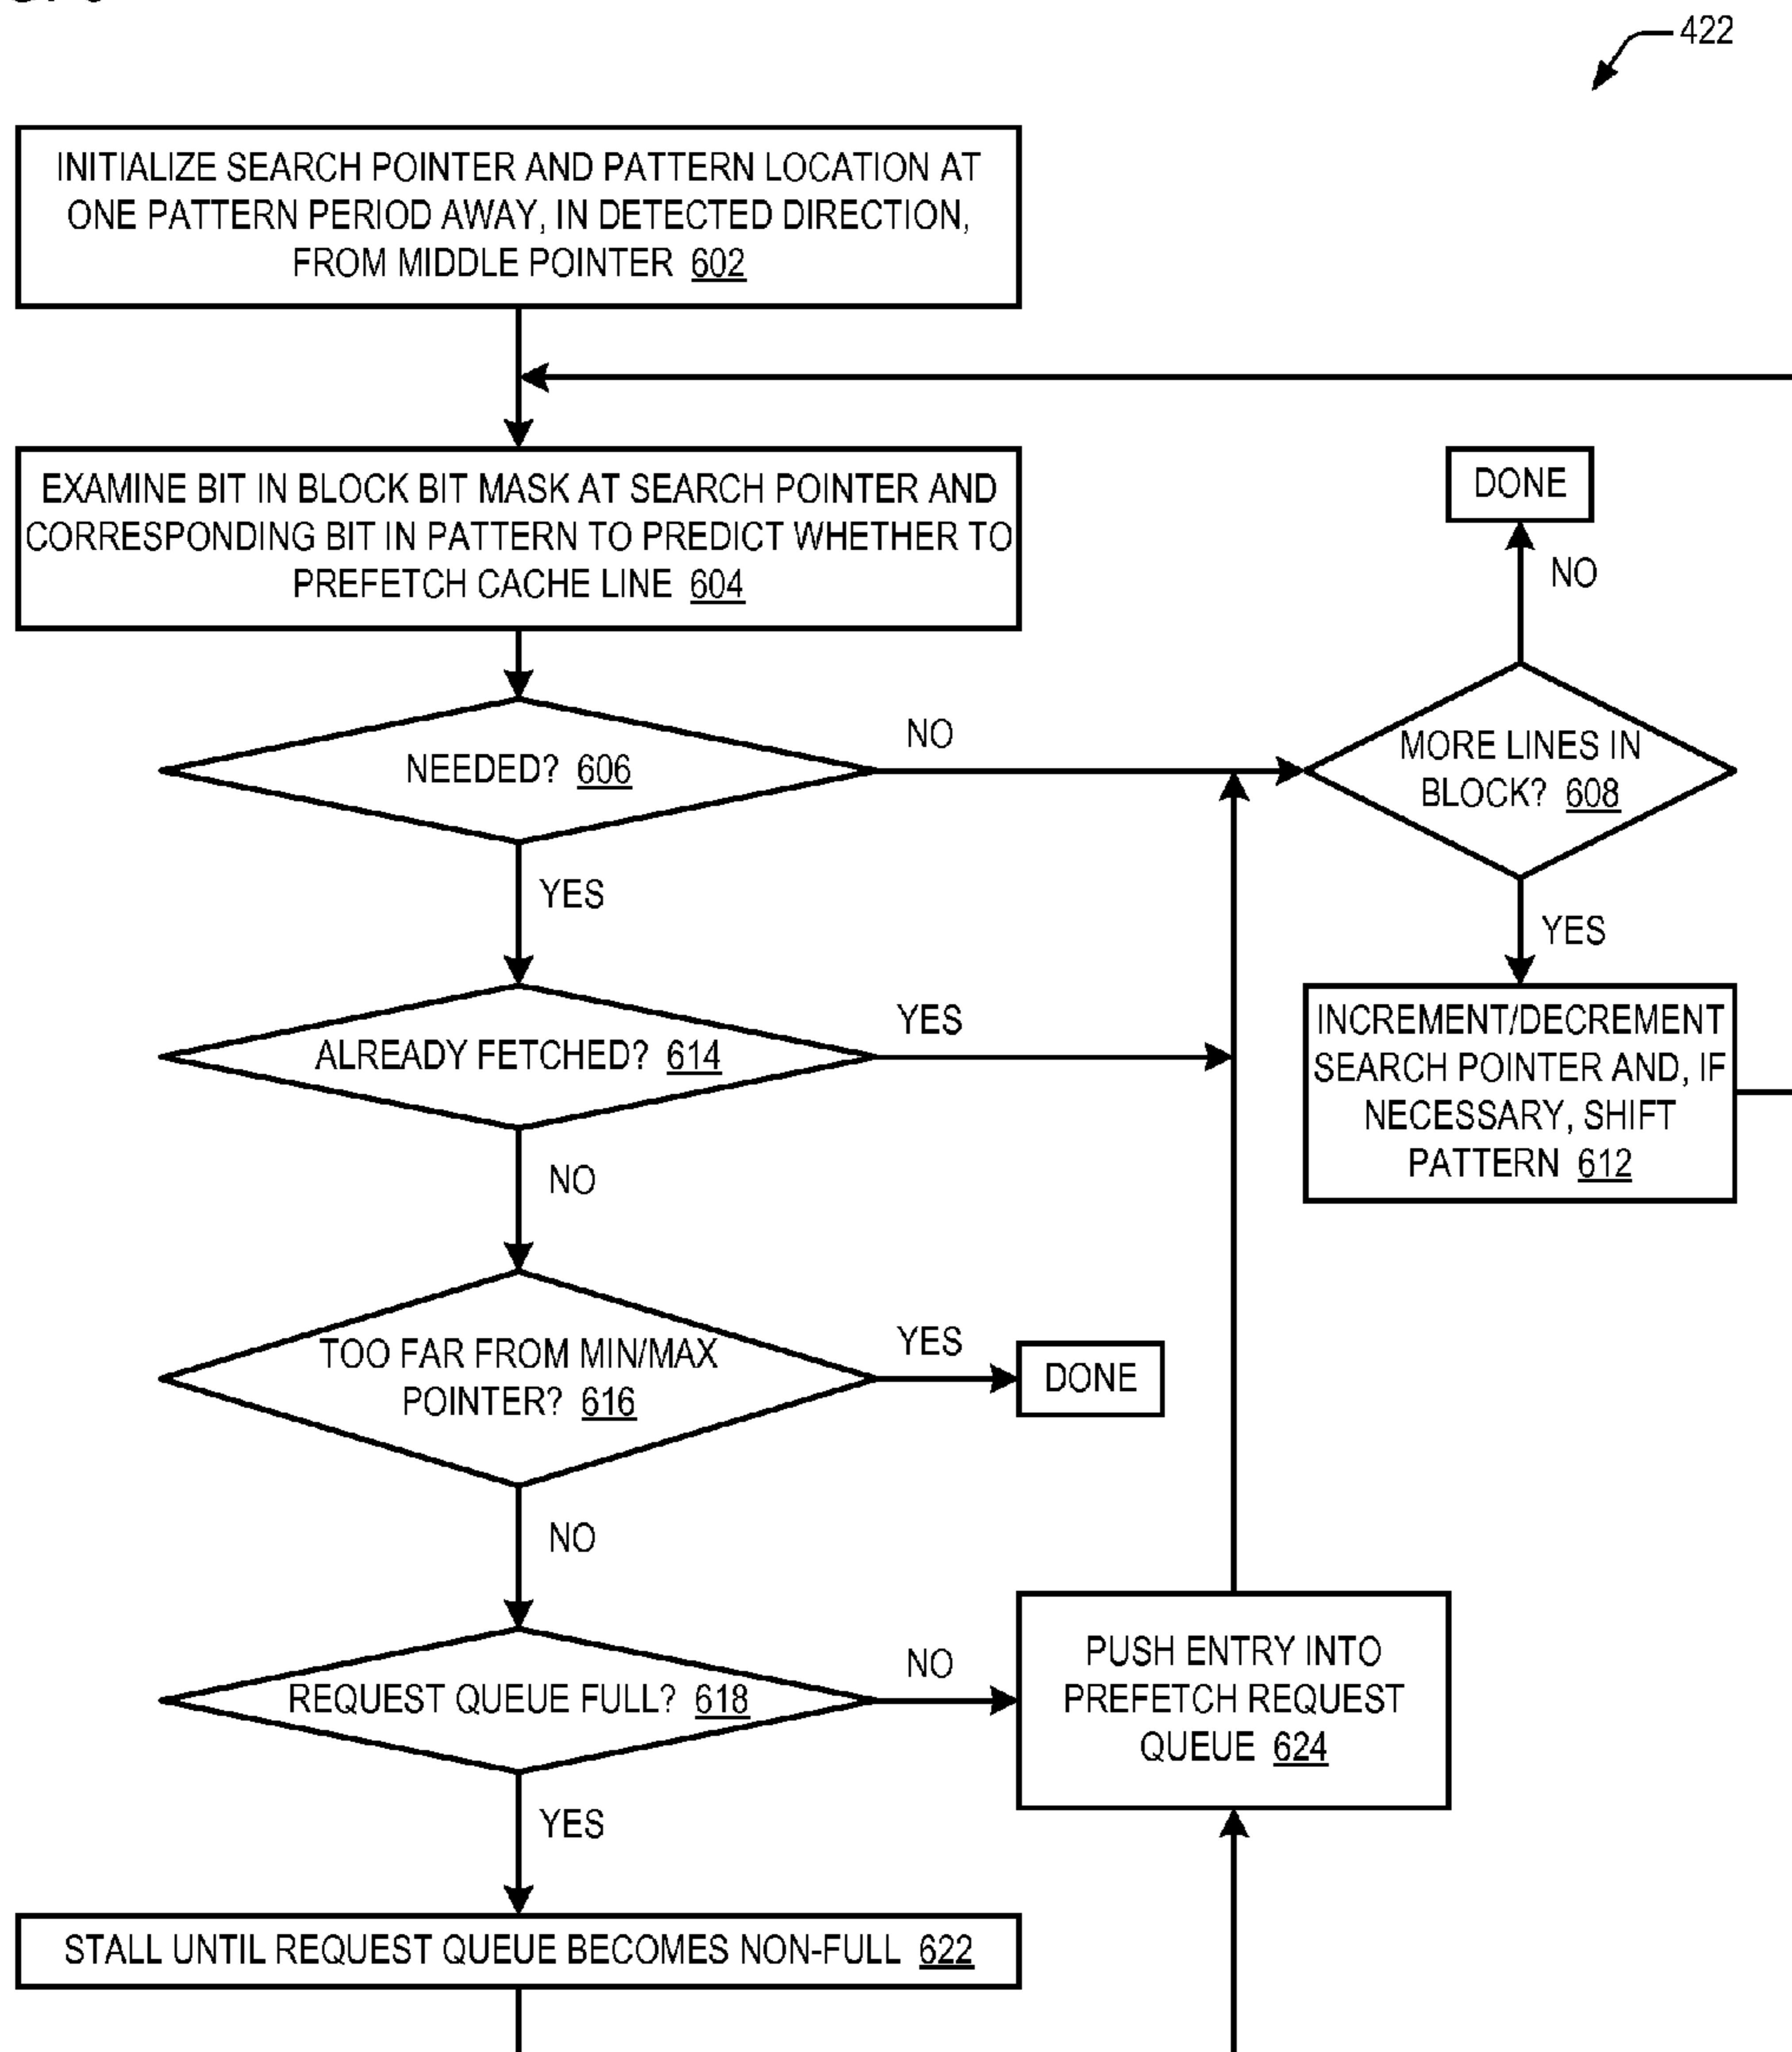 422
INITIALIZE SEARCH POINTER AND PATTERN LOCATION AT
ONE PATTERN PERIOD AWAY, IN DETECTED DIRECTION,
FROM MIDDLE POINTER 602
EXAMINE BIT IN BLOCK BIT MASK AT SEARCH POINTER AND
CORRESPONDING BIT IN PATTERN TO PREDICT WHETHER TO
PREFETCH CACHE LINE 604
DONE
NO
NEEDED? 606
NO
MORE LINES IN
BLOCK? 608
YES
YES
INCREMENT/DECREMENT
SEARCH POINTER AND, IF
NECESSARY, SHIFT
PATTERN 612
ALREADY FETCHED? 614
YES
NO
TOO FAR FROM MIN/MAX
POINTER? 616
YES
DONE
NO
REQUEST QUEUE FULL? 618
NO
PUSH ENTRY INTO
PREFETCH REQUEST
QUEUE 624
YES
STALL UNTIL REQUEST QUEUE BECOMES NON-FULL 622